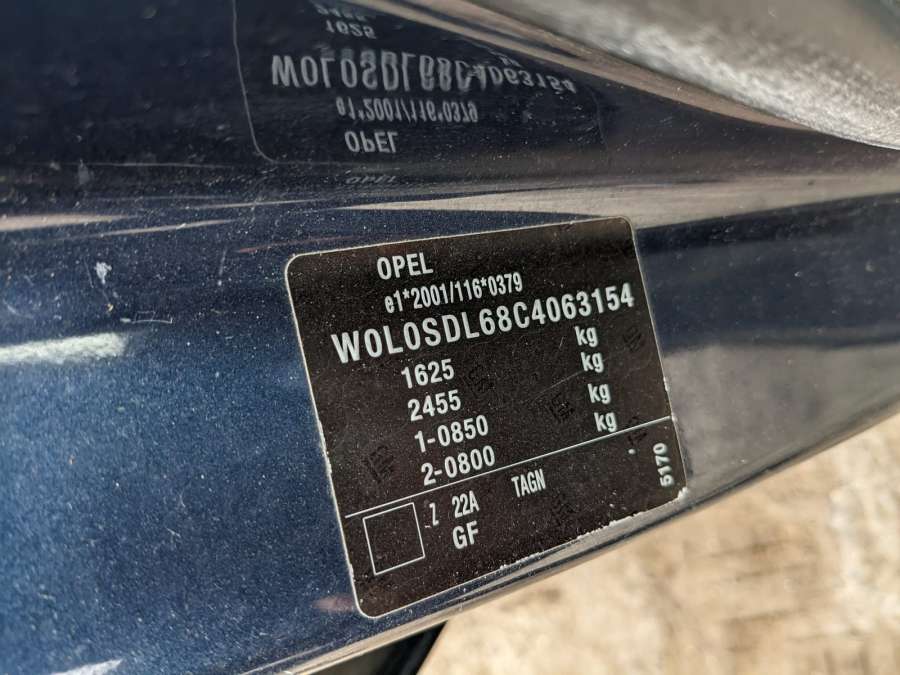 OPEL
e1*2001/116*0379
W0L0SDL68C4063154
1625 kg
2455 kg
1-0850 kg
2-0800 kg
Z 22A TAGN
GF
5170